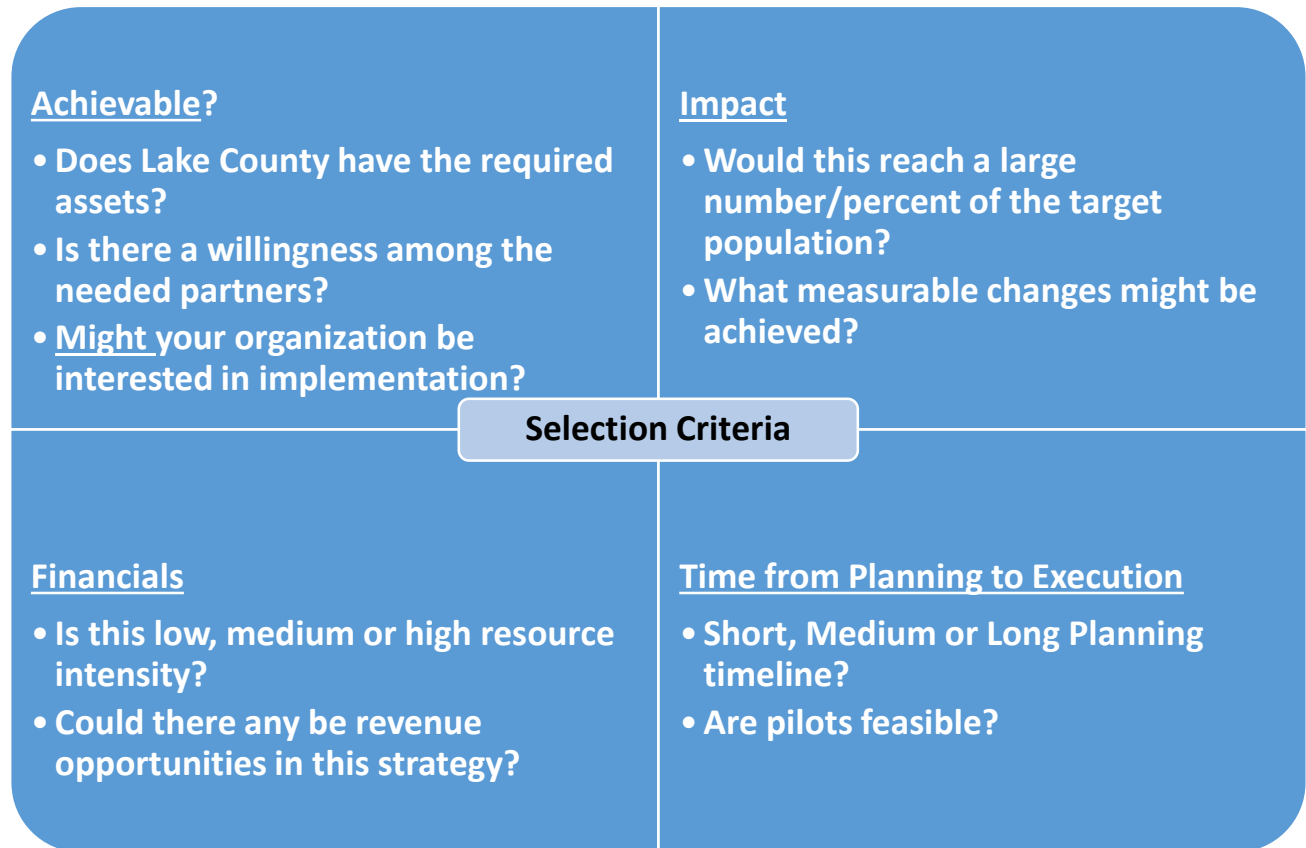 Achievable?
• Does Lake County have the required
assets?
• Is there a willingness among the
needed partners?
• Might your organization be
interested in implementation?
Impact
• Would this reach a large
number/percent of the target
population?
• What measurable changes might be
achieved?
Selection Criteria
Financials
• Is this low, medium or high resource
intensity?
• Could there any be revenue
opportunities in this strategy?
Time from Planning to Execution
• Short, Medium or Long Planning
timeline?
• Are pilots feasible?